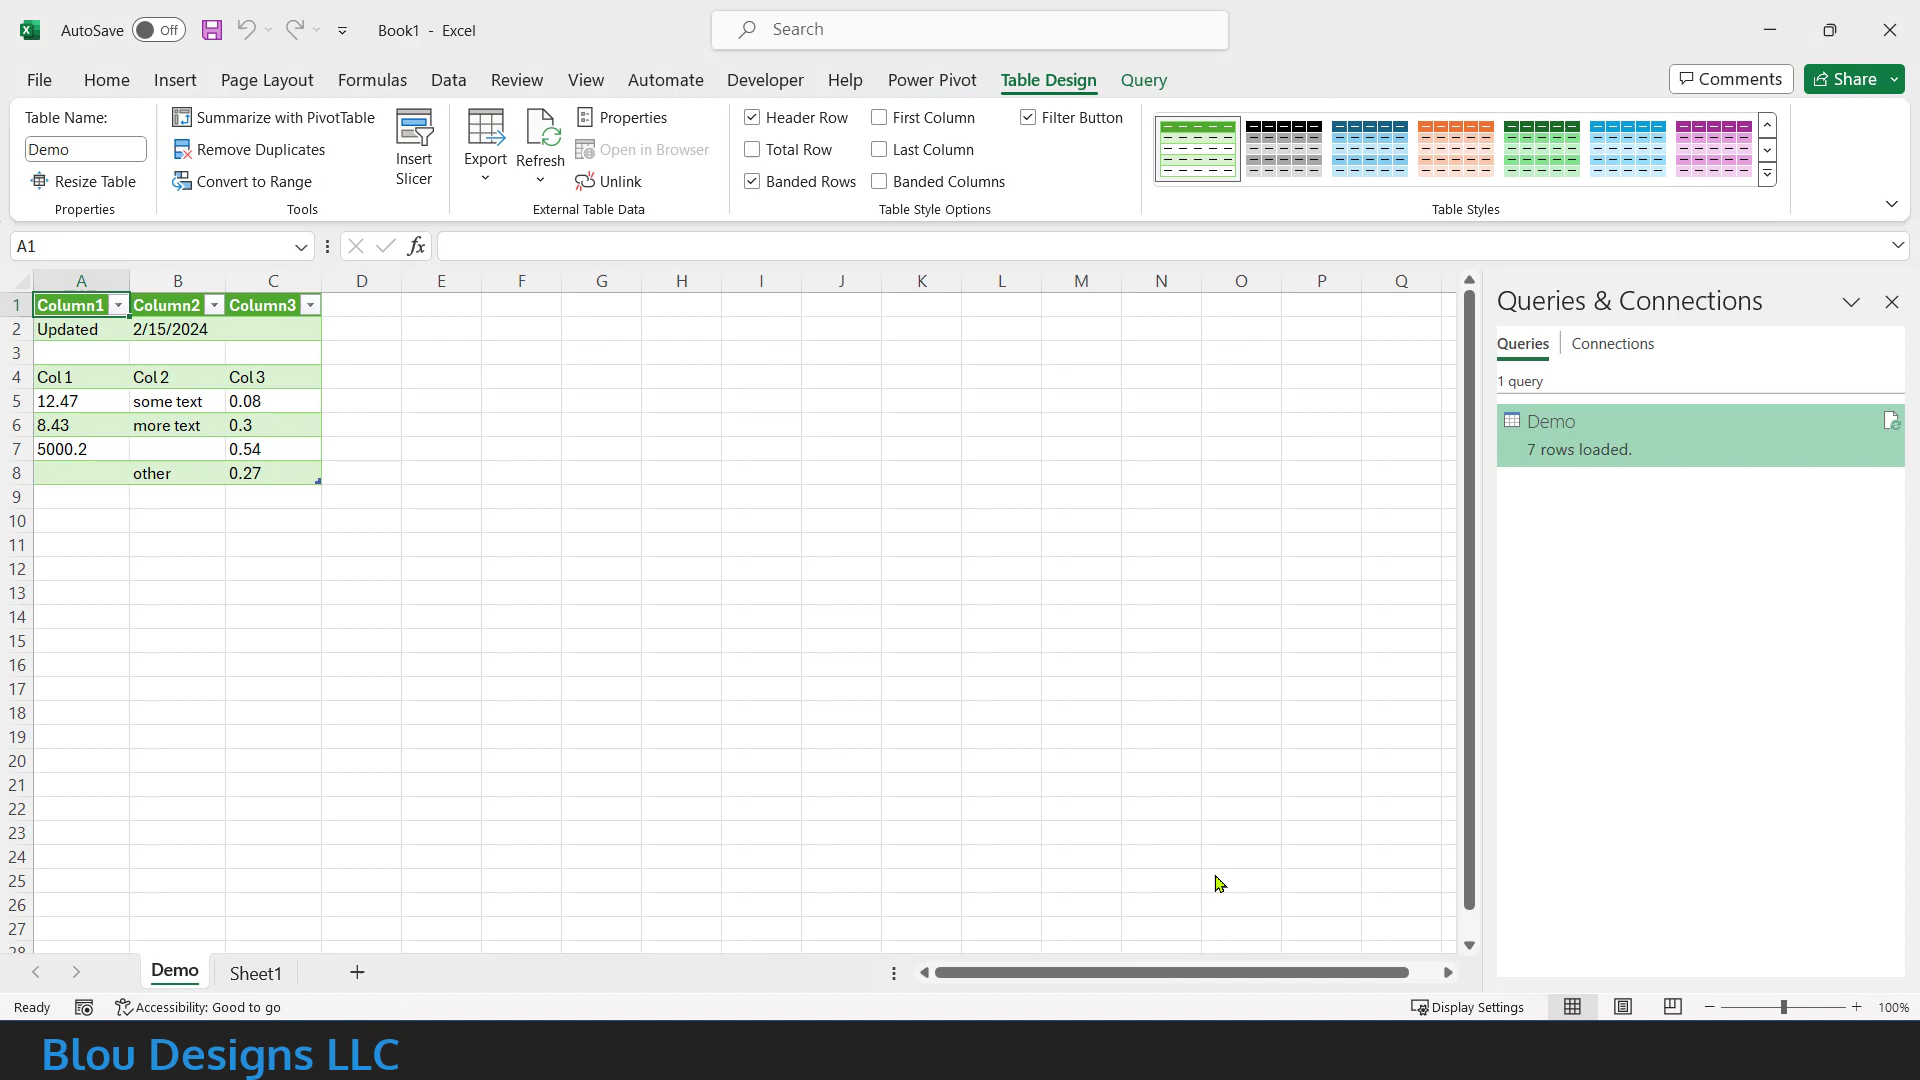 AutoSave Off Book1 - Excel Search
File Home Insert Page Layout Formulas Data Review View Automate Developer Help Power Pivot Table Design Query Comments Share
Table Name:
Demo
Resize Table
Properties
Summarize with PivotTable
Remove Duplicates
Convert to Range
Tools
Insert
Slicer
Export
Refresh
Properties
Open in Browser
Unlink
External Table Data
Header Row First Column Filter Button
Total Row Last Column
Banded Rows Banded Columns
Table Style Options
Table Styles
A1 fx
A B C D E F G H I J K L M N O P Q
1 Column1 Column2 Column3
2 Updated 2/15/2024
3
4 Col1 Col2 Col3
5 12.47 some text 0.08
6 8.43 more text 0.3
7 5000.2 0.54
8 other 0.27
9
10
11
12
13
14
15
16
17
18
19
20
21
22
23
24
25
26
27
28
Queries & Connections
Queries Connections
1 query
Demo
7 rows loaded.
Demo Sheet1
Ready Accessibility: Good to go Display Settings 100%
Blou Designs LLC